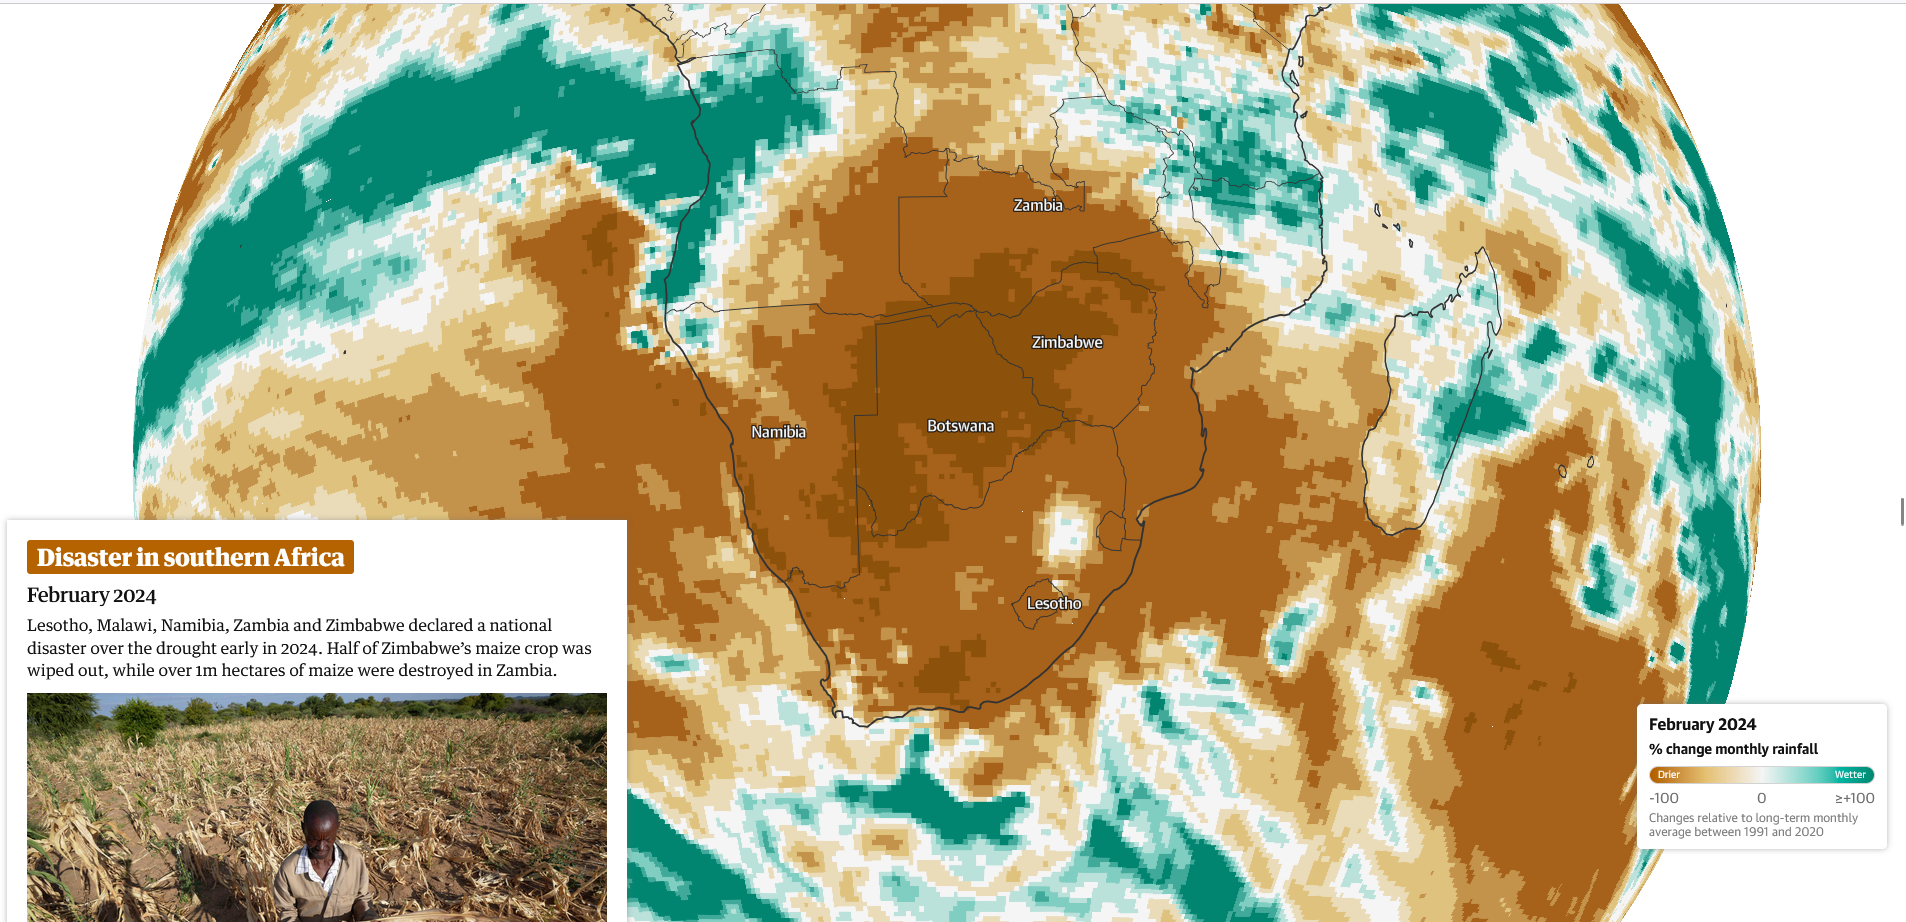 Zambia
Zimbabwe
Namibia
Botswana
Lesotho
Disaster in southern Africa
February 2024
Lesotho, Malawi, Namibia, Zambia and Zimbabwe declared a national
disaster over the drought early in 2024. Half of Zimbabwe’s maize crop was
wiped out, while over 1m hectares of maize were destroyed in Zambia.
February 2024
% change monthly rainfall
Drier Wetter
-100 0 ≥+100
Changes relative to long-term monthly
average between 1991 and 2020